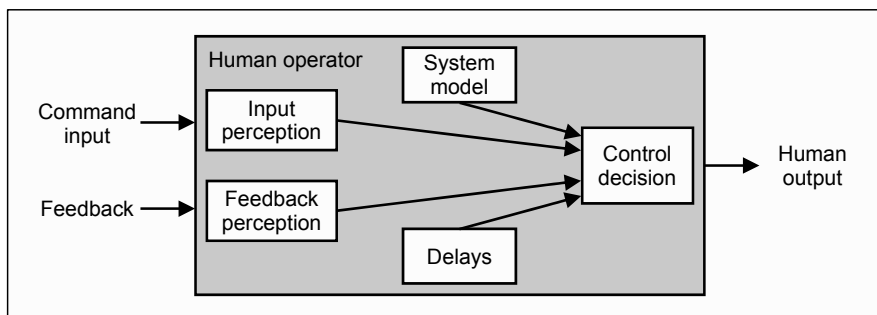 Human operator
System
model
Command
input
Input
perception
Control
decision
Human
output
Feedback
Feedback
perception
Delays